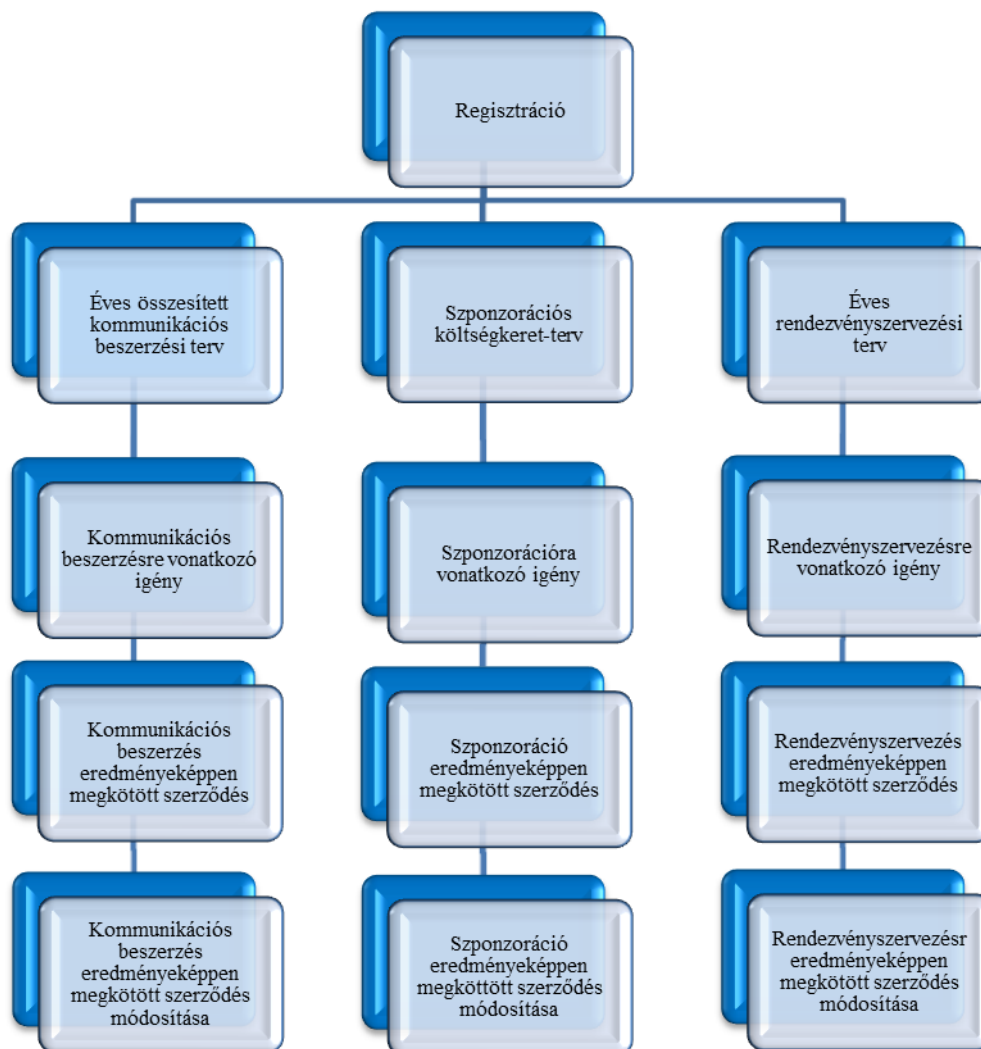 Regisztráció
Éves összesített
kommunikációs
beszerzési terv
Szponzorációs
költségkeret-terv
Éves
rendezvényszervezési
terv
Kommunikációs
beszerzésre vonatkozó
igény
Szponzorációra
vonatkozó igény
Rendezvényszervezésre
vonatkozó igény
Kommunikációs
beszerzés
eredményeképpen
megkötött szerződés
Szponzoráció
eredményeképpen
megkötött szerződés
Rendezvényszervezés
eredményeképpen
megkötött szerződés
Kommunikációs
beszerzés
eredményeképpen
megkötött szerződés
módosítása
Szponzoráció
eredményeképpen
megköttött szerződés
módosítása
Rendezvényszervezésr
eredményeképpen
megkötött szerződés
módosítása